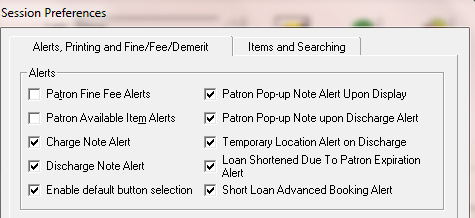 Session Preferences
Alerts, Printing and Fine/Fee/Demerit
Items and Searching
Alerts
Patron Fine Fee Alerts
Patron Available Item Alerts
Charge Note Alert
Discharge Note Alert
Enable default button selection
Patron Pop-up Note Alert Upon Display
Patron Pop-up Note upon Discharge Alert
Temporary Location Alert on Discharge
Loan Shortened Due To Patron Expiration
Alert
Short Loan Advanced Booking Alert